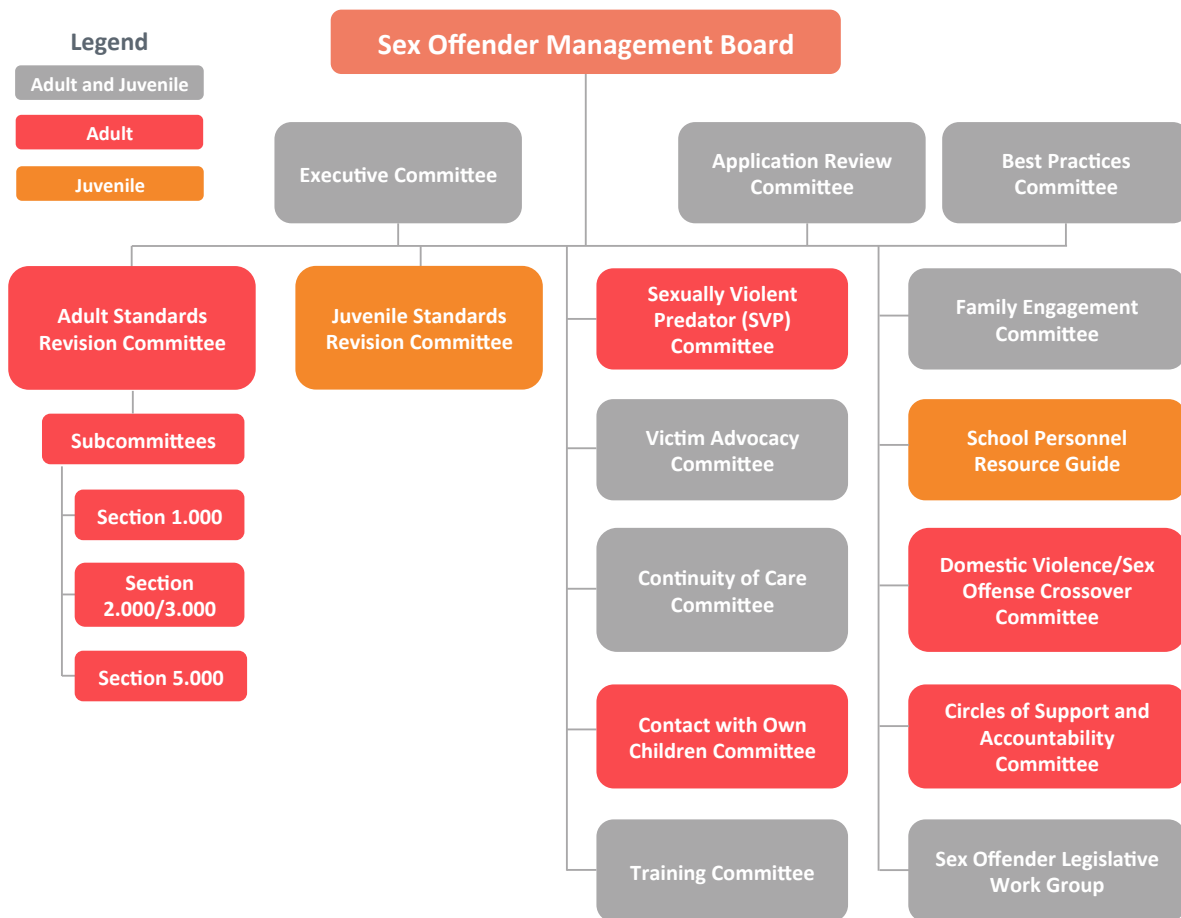 Legend
Adult and Juvenile
Adult
Juvenile
Sex Offender Management Board
Executive Committee
Application Review
Committee
Best Practices
Committee
Adult Standards
Revision Committee
Juvenile Standards
Revision Committee
Subcommittees
Section 1.000
Section
2.000/3.000
Section 5.000
Sexually Violent
Predator (SVP)
Committee
Victim Advocacy
Committee
Continuity of Care
Committee
Contact with Own
Children Committee
Training Committee
Family Engagement
Committee
School Personnel
Resource Guide
Domestic Violence/Sex
Offense Crossover
Committee
Circles of Support and
Accountability
Committee
Sex Offender Legislative
Work Group